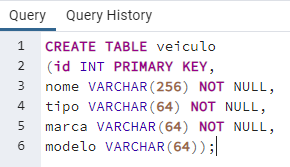 Query Query History
1 CREATE TABLE veiculo
2 (id INT PRIMARY KEY,
3 nome VARCHAR(256) NOT NULL,
4 tipo VARCHAR(64) NOT NULL,
5 marca VARCHAR(64) NOT NULL,
6 modelo VARCHAR(64));